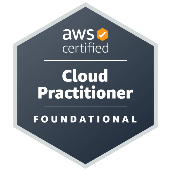 aws
certified
Cloud
Practitioner
FOUNDATIONAL